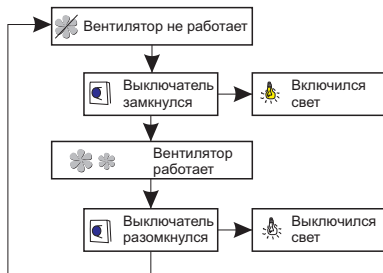 Вентилятор не работает
Выключатель
замкнулся
Включился
свет
Вентилятор
работает
Выключатель
разомкнулся
Выключился
свет